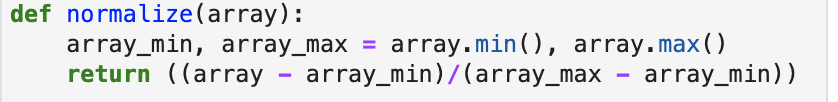 def normalize(array):
    array_min, array_max = array.min(), array.max()
    return ((array - array_min)/(array_max - array_min))